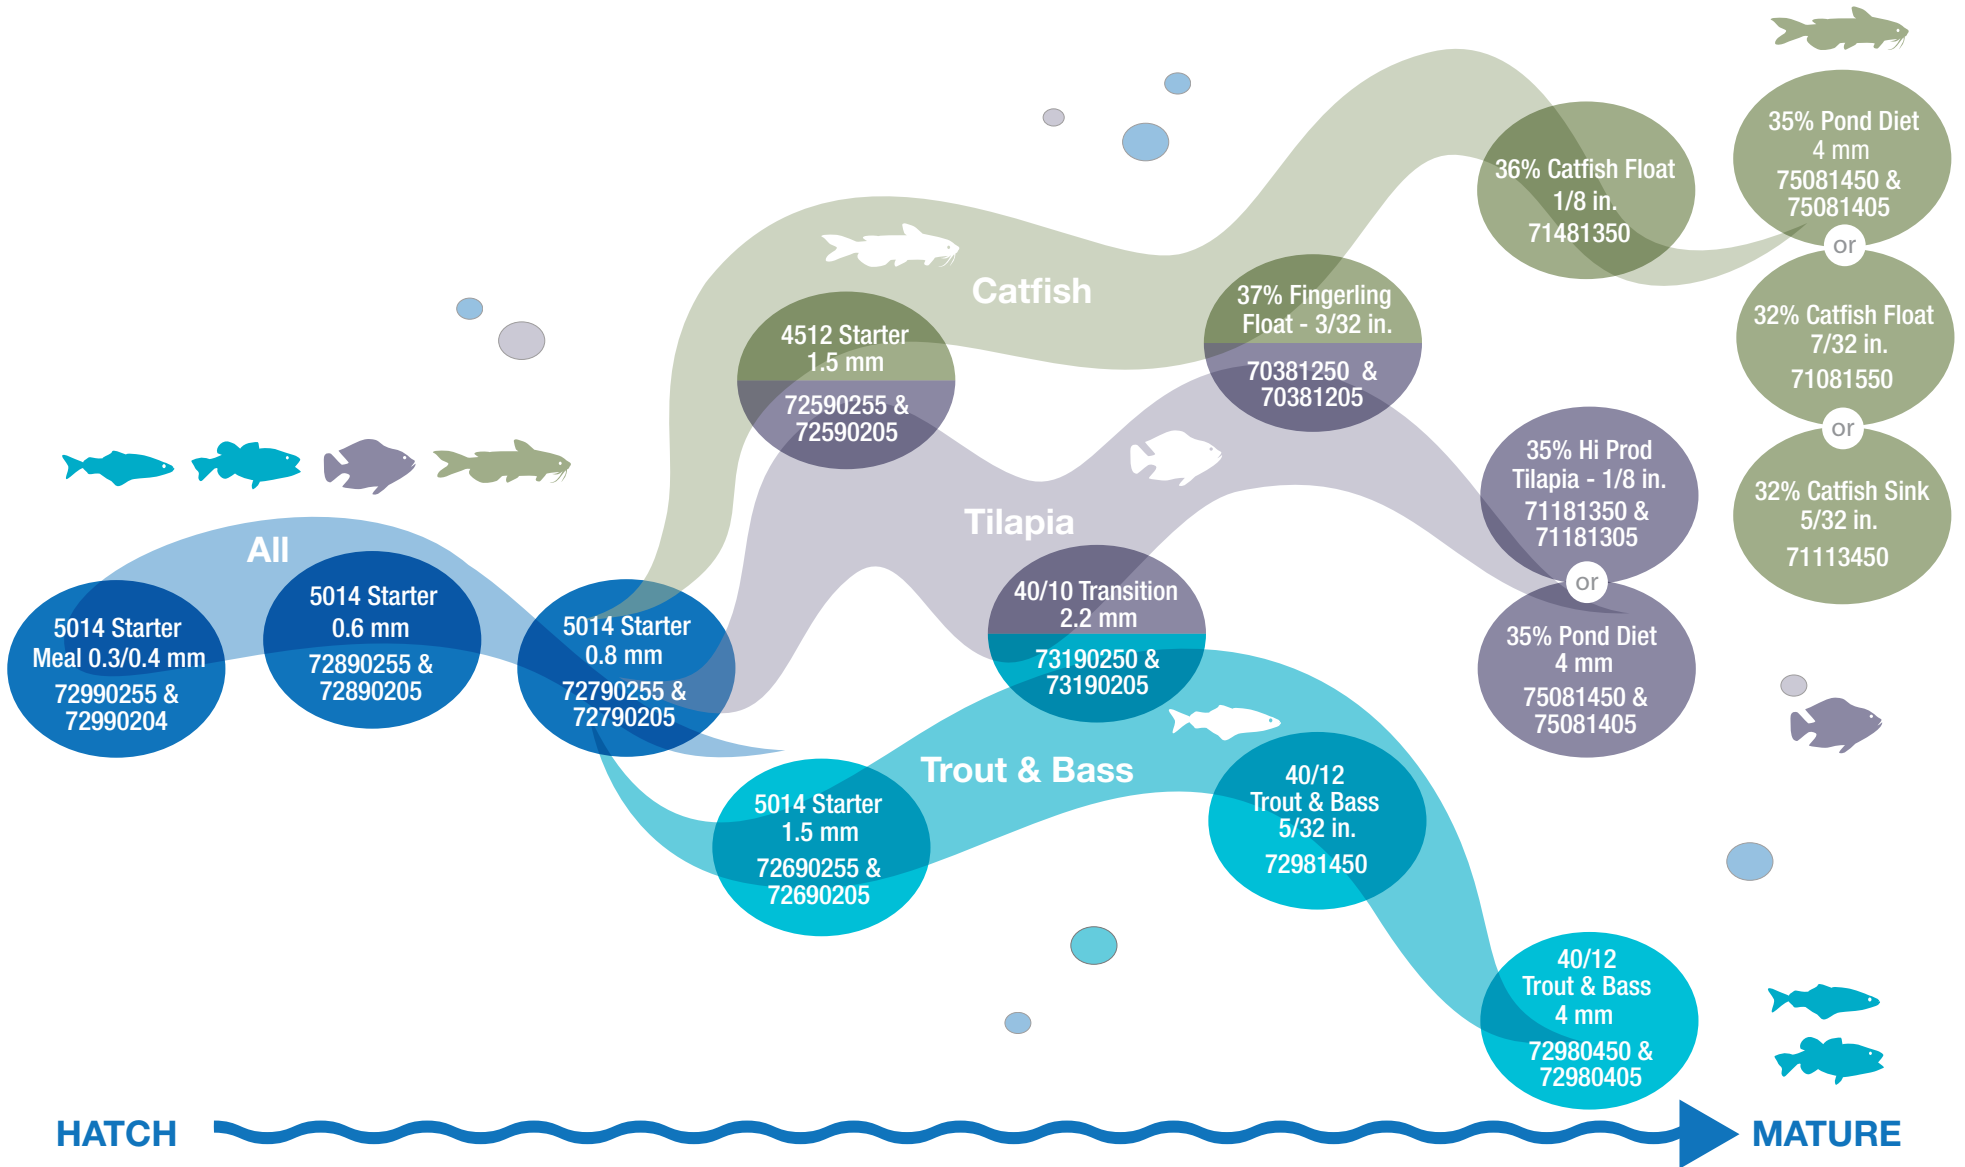 All
5014 Starter
Meal 0.3/0.4 mm
72990255 &
72990204
5014 Starter
0.6 mm
72890255 &
72890205
5014 Starter
0.8 mm
72790255 &
72790205
Catfish
4512 Starter
1.5 mm
72590255 &
72590205
37% Fingerling
Float - 3/32 in.
70381250 &
70381205
36% Catfish Float
1/8 in.
71481350
35% Pond Diet
4 mm
75081450 &
75081405
or
32% Catfish Float
7/32 in.
71081550
or
32% Catfish Sink
5/32 in.
71113450
Tilapia
40/10 Transition
2.2 mm
73190250 &
73190205
35% Hi Prod
Tilapia - 1/8 in.
71181350 &
71181305
or
35% Pond Diet
4 mm
75081450 &
75081405
Trout & Bass
5014 Starter
1.5 mm
72690255 &
72690205
40/12
Trout & Bass
5/32 in.
72981450
40/12
Trout & Bass
4 mm
72980450 &
72980405
HATCH
MATURE